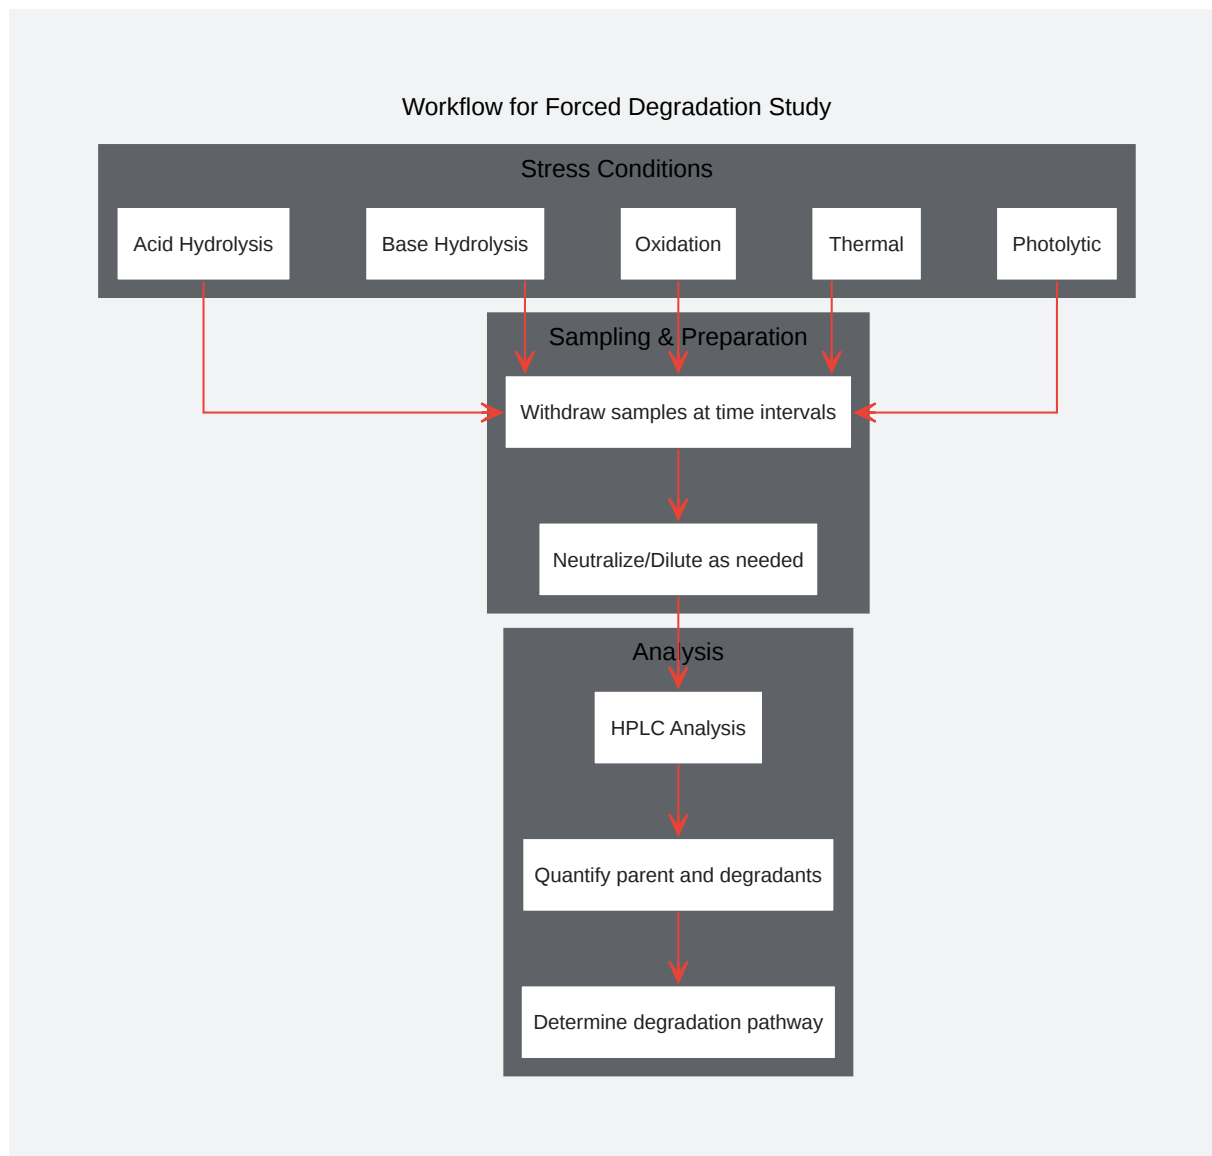 Workflow for Forced Degradation Study
Stress Conditions
Acid Hydrolysis
Base Hydrolysis
Oxidation
Thermal
Photolytic
Sampling & Preparation
Withdraw samples at time intervals
Neutralize/Dilute as needed
Analysis
HPLC Analysis
Quantify parent and degradants
Determine degradation pathway